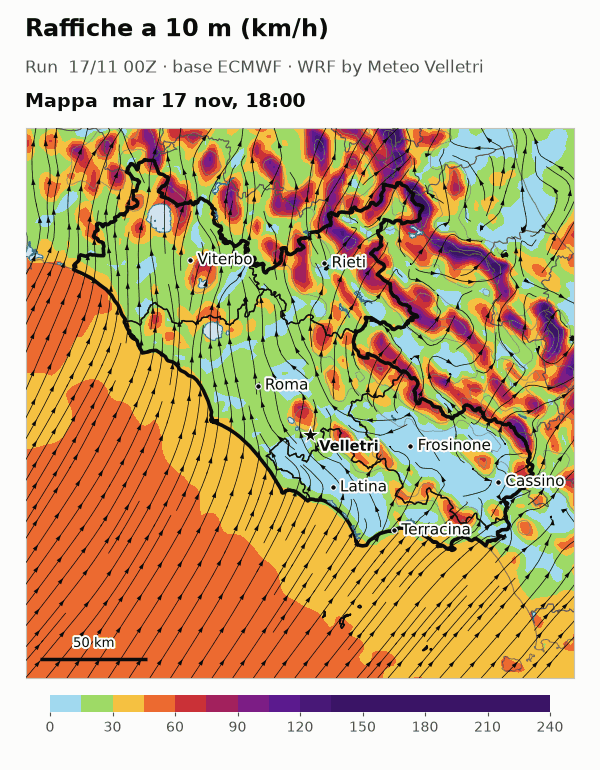 Raffiche a 10 m (km/h)
Run 17/11 00Z · base ECMWF · WRF by Meteo Velletri
Mappa mar 17 nov, 18:00
Viterbo
Rieti
Roma
Velletri
Frosinone
Latina
Cassino
Terracina
50 km
0 30 60 90 120 150 180 210 240